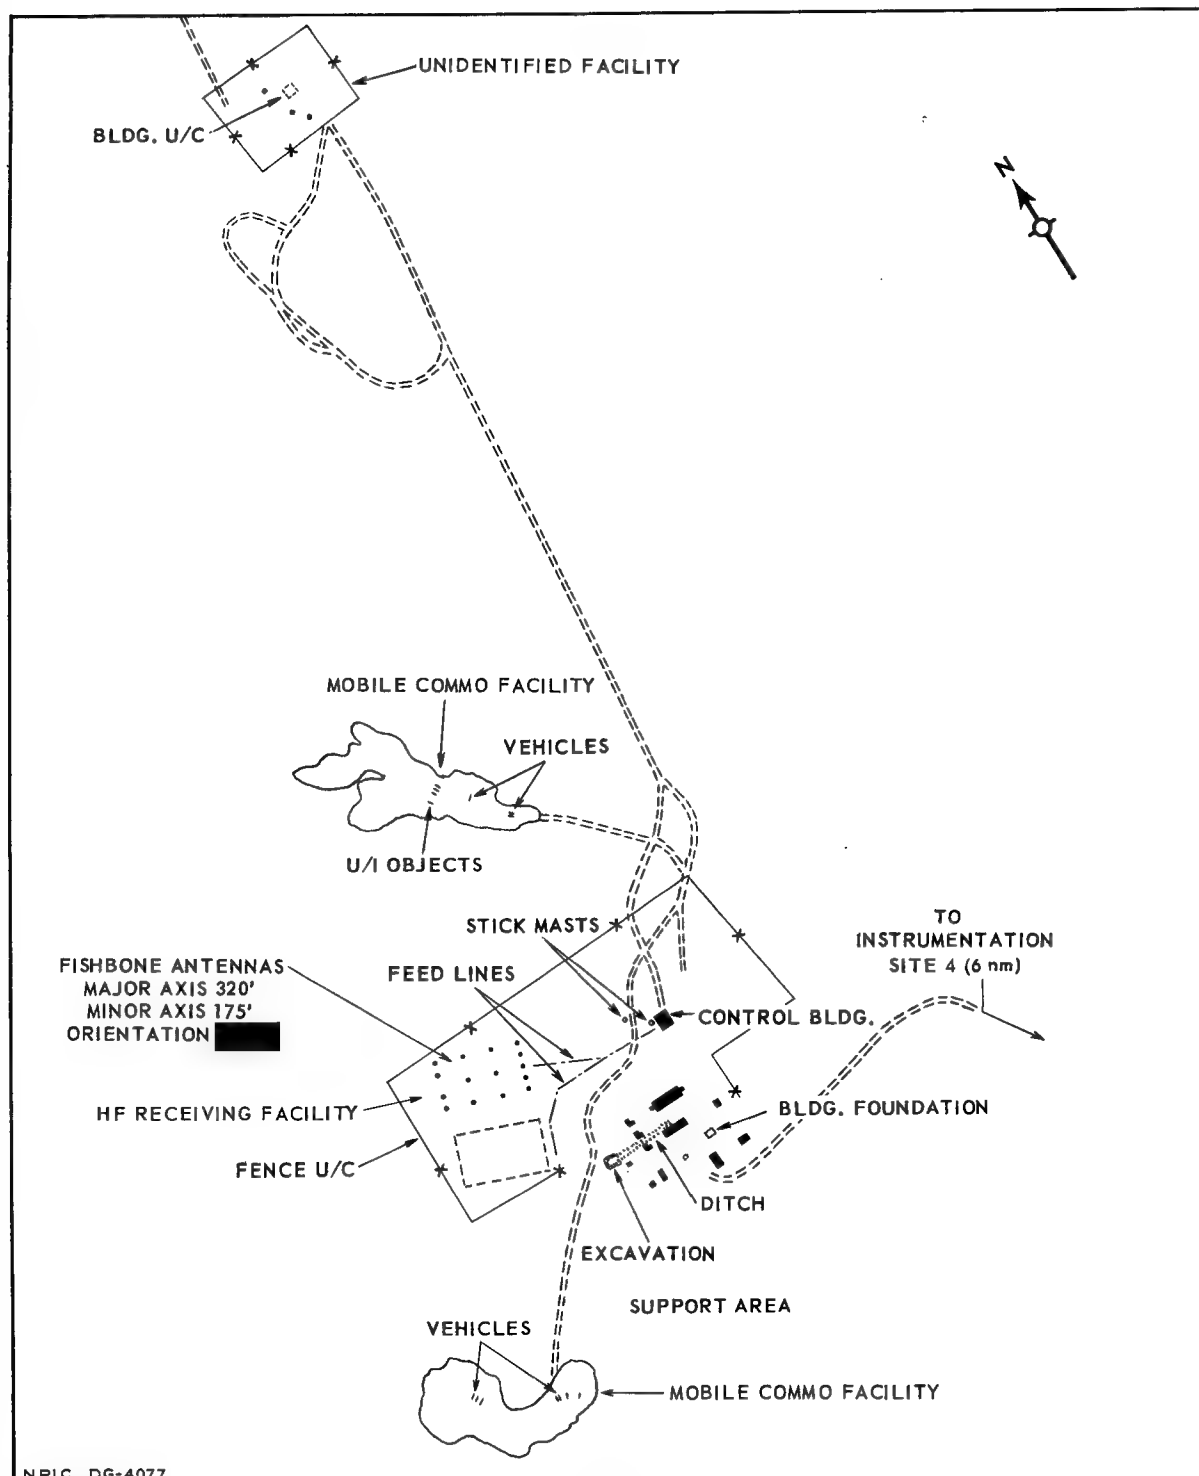 UNIDENTIFIED FACILITY
BLDG. U/C
N
MOBILE COMMO FACILITY
VEHICLES
U/I OBJECTS
STICK MASTS
TO
INSTRUMENTATION
SITE 4 (6 nm)
FISHBONE ANTENNAS
MAJOR AXIS 320'
MINOR AXIS 175'
ORIENTATION
FEED LINES
CONTROL BLDG.
HF RECEIVING FACILITY
BLDG. FOUNDATION
FENCE U/C
DITCH
EXCAVATION
SUPPORT AREA
VEHICLES
MOBILE COMMO FACILITY
NPIC DG-4077